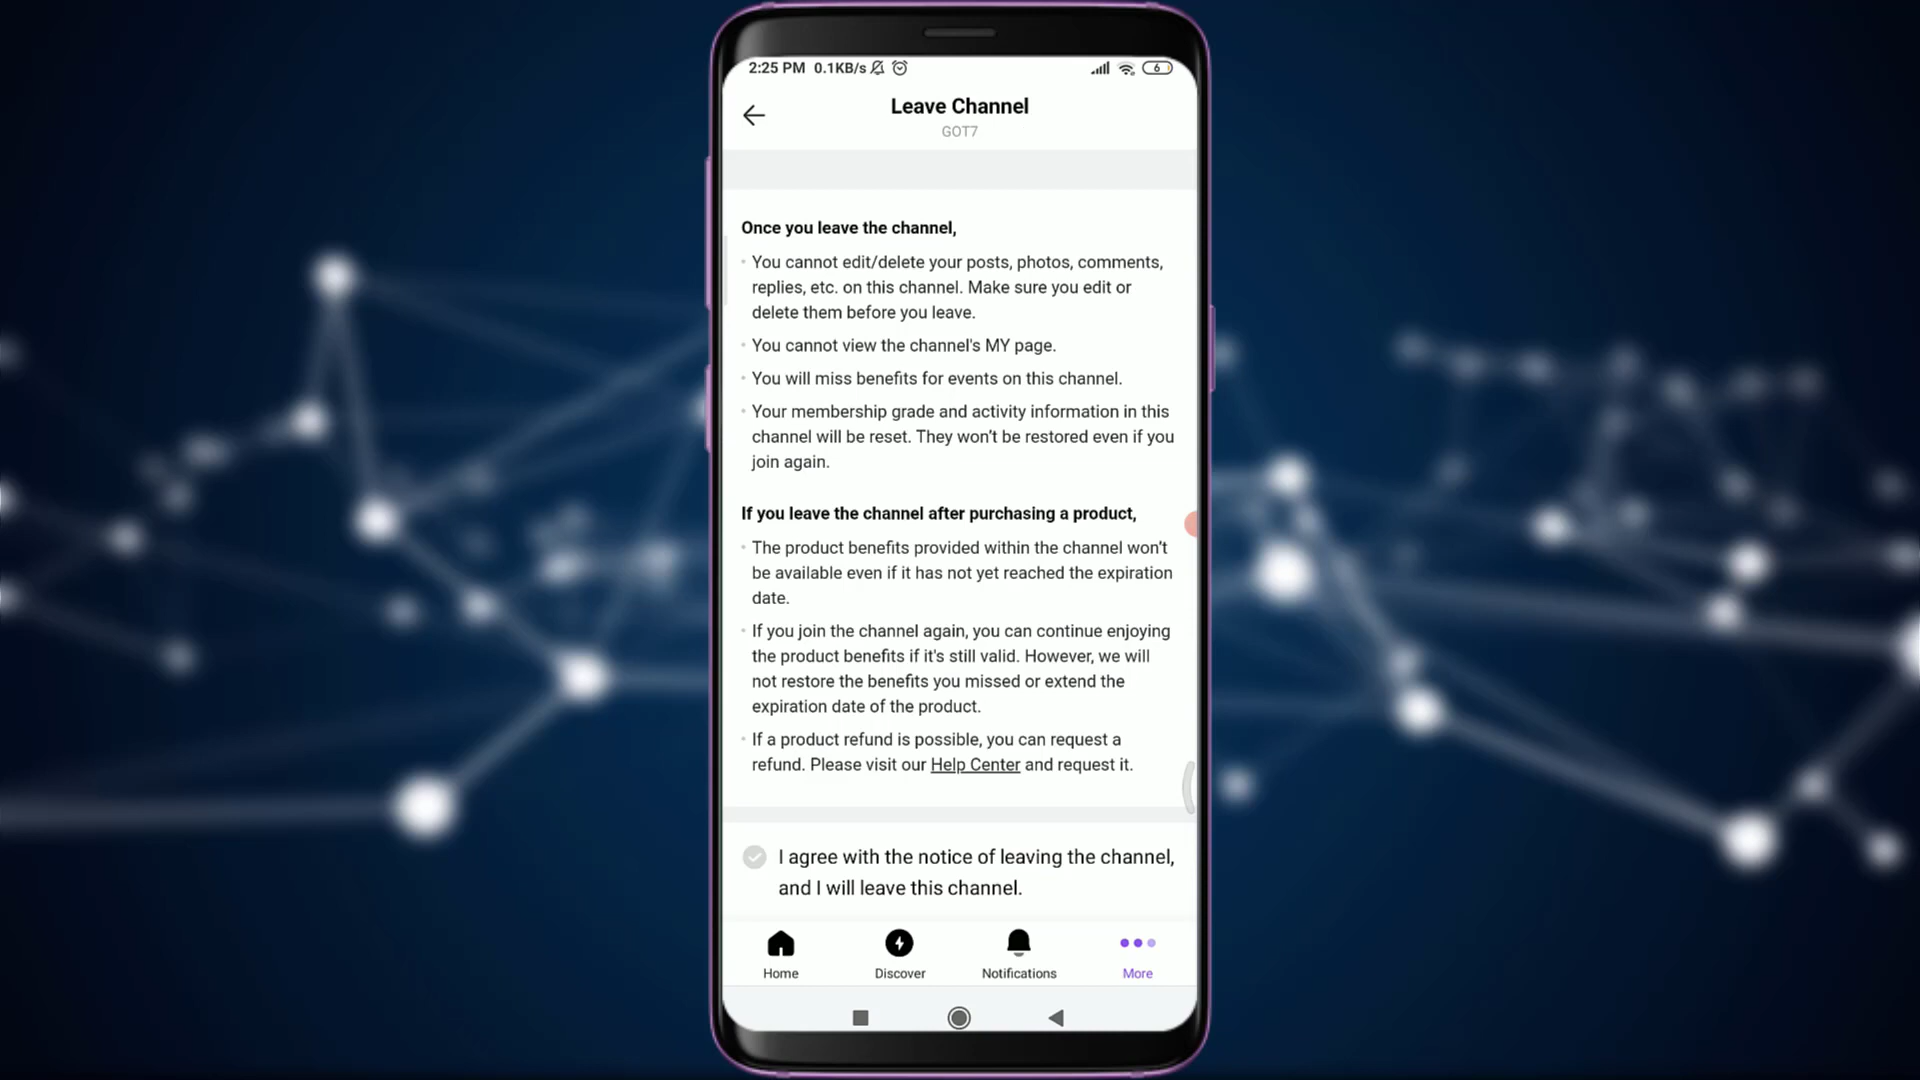 2:25 PM 0.1KB/s 6
Leave Channel
GOT7
Once you leave the channel,
You cannot edit/delete your posts, photos, comments,
replies, etc. on this channel. Make sure you edit or
delete them before you leave.
You cannot view the channel's MY page.
You will miss benefits for events on this channel.
Your membership grade and activity information in this
channel will be reset. They won't be restored even if you
join again.
If you leave the channel after purchasing a product,
The product benefits provided within the channel won't
be available even if it has not yet reached the expiration
date.
If you join the channel again, you can continue enjoying
the product benefits if it's still valid. However, we will
not restore the benefits you missed or extend the
expiration date of the product.
If a product refund is possible, you can request a
refund. Please visit our Help Center and request it.
I agree with the notice of leaving the channel,
and I will leave this channel.
Home Discover Notifications More